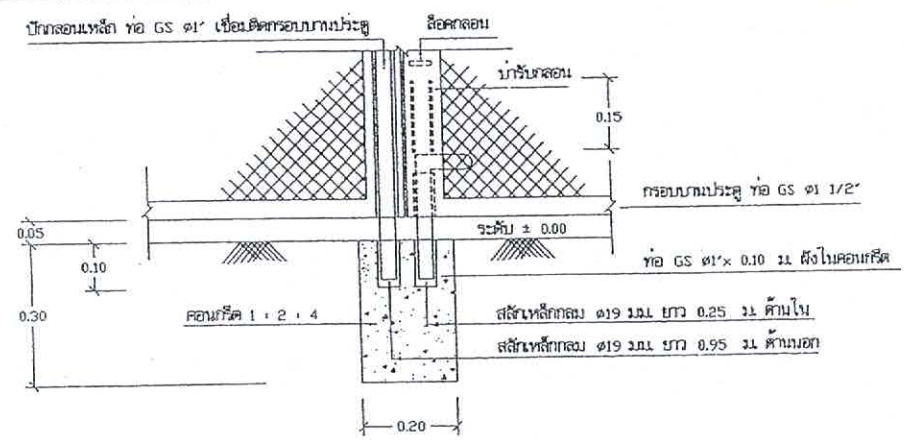 ปักกลอนเหล็ก ท่อ GS ø1" เชื่อมติดกรอบบานประตู
ล็อคกลอน
บ่ารับกลอน
0.15
กรอบบานประตู ท่อ GS ø1 1/2"
0.05
ระดับ ± 0.00
0.10
ท่อ GS ø1"x 0.10 ม. ฝังในคอนกรีต
0.30
คอนกรีต 1 : 2 : 4
สลักเหล็กกลม ø19 มม. ยาว 0.25 ม. ด้านใน
สลักเหล็กกลม ø19 มม. ยาว 0.95 ม. ด้านนอก
0.20